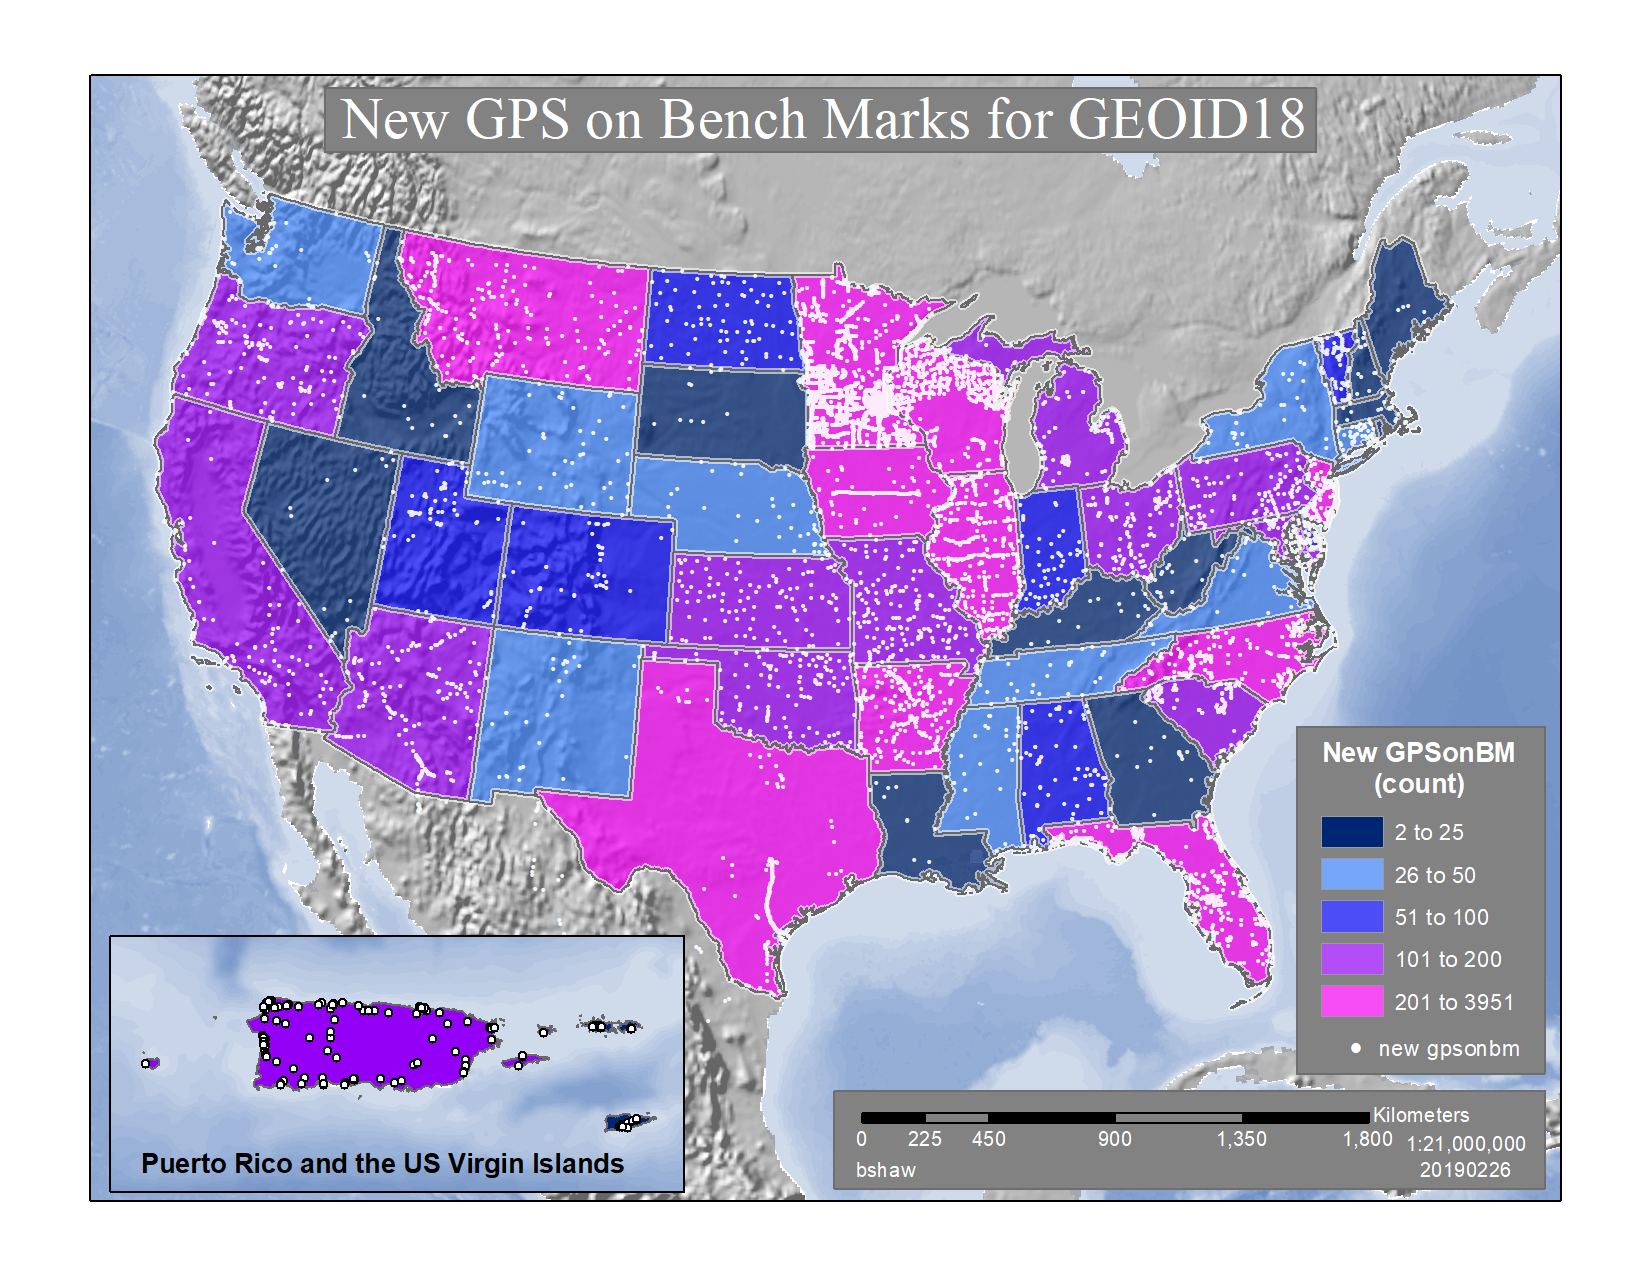 New GPS on Bench Marks for GEOID18
New GPSonBM
(count)
2 to 25
26 to 50
51 to 100
101 to 200
201 to 3951
new gpsonbm
Kilometers
0 225 450 900 1,350 1,800
1:21,000,000
bshaw
20190226
Puerto Rico and the US Virgin Islands